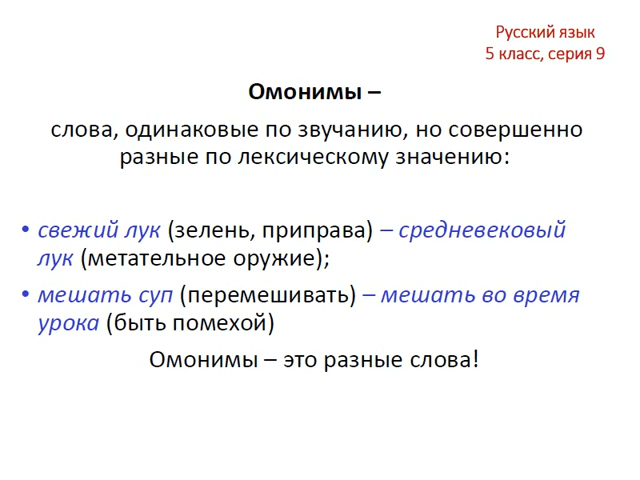 Русский язык
5 класс, серия 9
Омонимы –
слова, одинаковые по звучанию, но совершенно
разные по лексическому значению:
• свежий лук (зелень, приправа) – средневековый
лук (метательное оружие);
• мешать суп (перемешивать) – мешать во время
урока (быть помехой)
Омонимы – это разные слова!